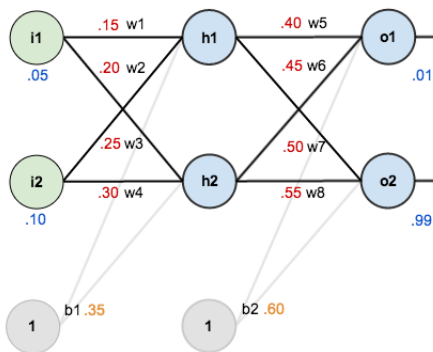 .15 w1
.40 w5
i1
h1
o1
.20 w2
.45 w6
.05
.01
.25 w3
.50 w7
i2
.30 w4
h2
.55 w8
o2
.10
.99
b1 .35
b2 .60
1
1